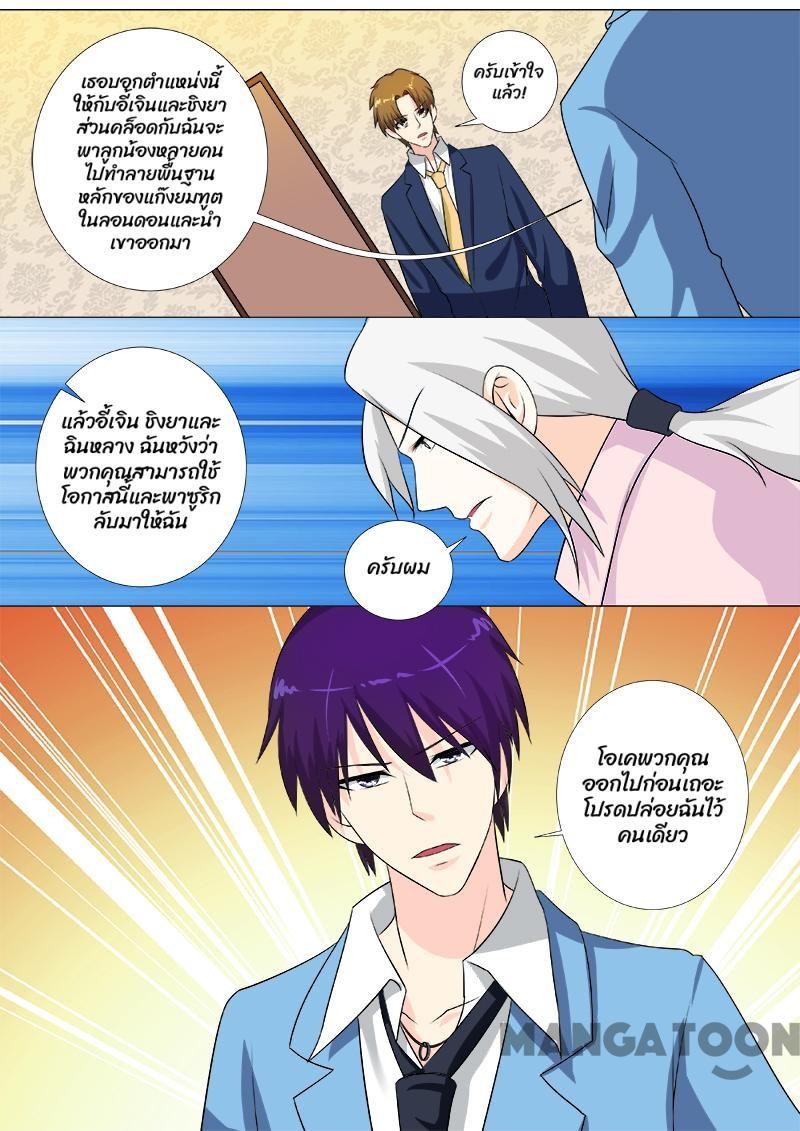 เธอบอกตำแหน่งนี้
ให้กับอี้เจินและชิงยา
ส่วนคล็อดกับฉันจะ
พาลูกน้องหลายคน
ไปทำลายพื้นฐาน
หลักของแก๊งยมทูต
ในลอนดอนและนำ
เขาออกมา
ครับเข้าใจ
แล้ว!
แล้วอี้เจิน ชิงยาและ
ฉินหลาง ฉันหวังว่า
พวกคุณสามารถใช้
โอกาสนี้และพาซูริก
ลับมาให้ฉัน
ครับผม
โอเคพวกคุณ
ออกไปก่อนเถอะ
โปรดปล่อยฉันไว้
คนเดียว
MANGATOON